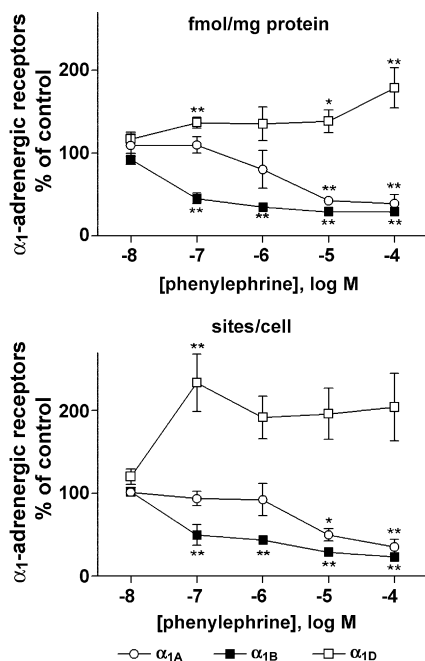 fmol/mg protein
α1-adrenergic receptors
% of control
200
100
0
**
*
**
**
**
**
**
**
**
-8 -7 -6 -5 -4
[phenylephrine], log M
sites/cell
α1-adrenergic receptors
% of control
200
100
0
**
*
**
**
**
**
**
-8 -7 -6 -5 -4
[phenylephrine], log M
α1A α1B α1D